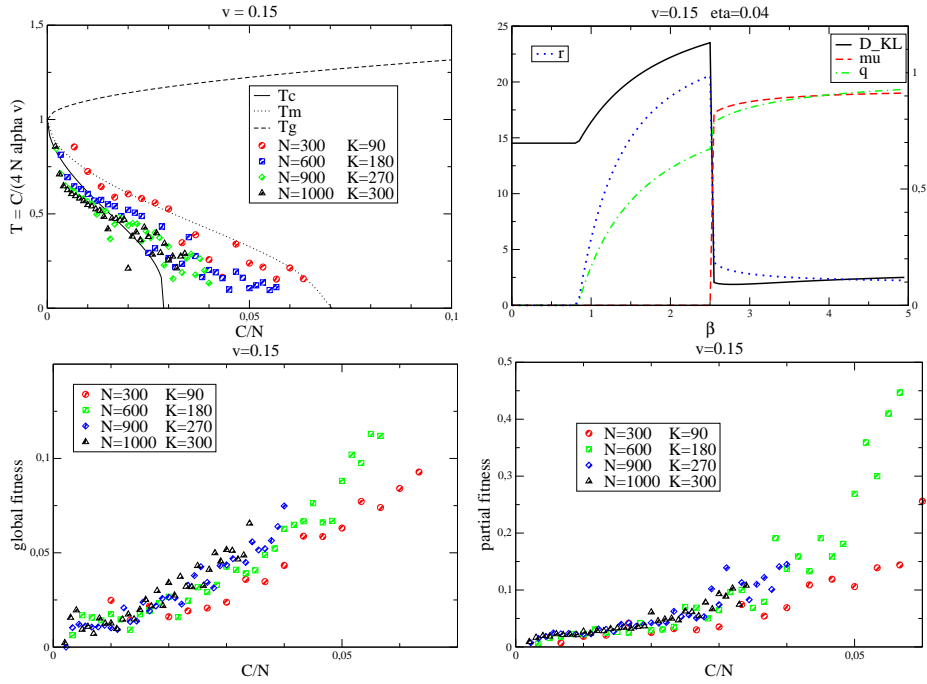 v = 0.15
1.5
1
0.5
0
0
0,05
0,1
T = C/(4 N alpha v)
C/N
Tc
Tm
Tg
N=300 K=90
N=600 K=180
N=900 K=270
N=1000 K=300
v=0.15 eta=0.04
25
20
15
10
5
0
0
1
2
3
4
5
1
0,5
0
β
r
D_KL
mu
q
v=0.15
0,1
0,05
0
0,05
global fitness
C/N
N=300 K=90
N=600 K=180
N=900 K=270
N=1000 K=300
v=0.15
0,5
0,4
0,3
0,2
0,1
0
0
0,05
partial fitness
C/N
N=300 K=90
N=600 K=180
N=900 K=270
N=1000 K=300